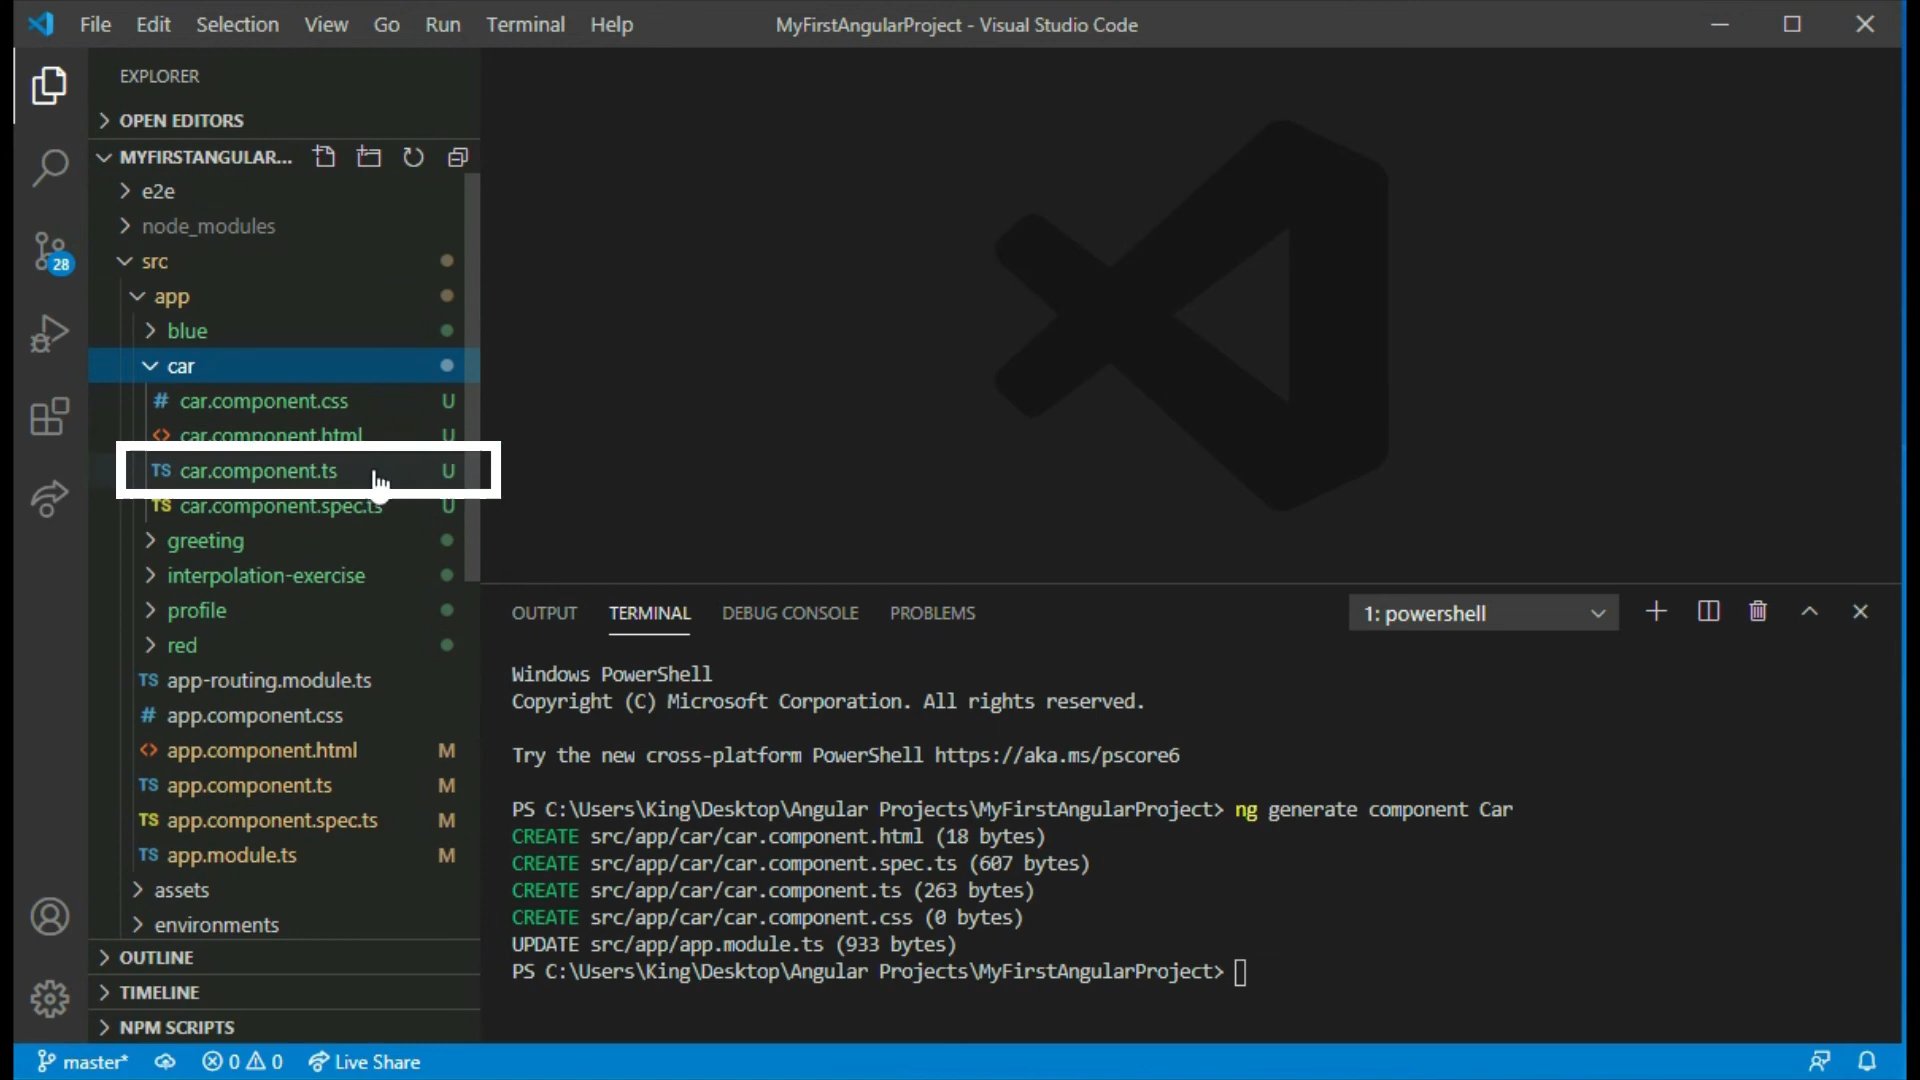 File Edit Selection View Go Run Terminal Help
MyFirstAngularProject - Visual Studio Code
EXPLORER
OPEN EDITORS
MYFIRSTANGULAR...
e2e
node_modules
src
28
app
blue
car
# car.component.css U
<> car.component.html U
TS car.component.ts U
TS car.component.spec.ts U
greeting
interpolation-exercise
profile
red
TS app-routing.module.ts
# app.component.css
<> app.component.html M
TS app.component.ts M
TS app.component.spec.ts M
TS app.module.ts M
assets
environments
OUTLINE
TIMELINE
NPM SCRIPTS
OUTPUT TERMINAL DEBUG CONSOLE PROBLEMS
1: powershell
Windows PowerShell
Copyright (C) Microsoft Corporation. All rights reserved.
Try the new cross-platform PowerShell https://aka.ms/pscore6
PS C:\Users\King\Desktop\Angular Projects\MyFirstAngularProject> ng generate component Car
CREATE src/app/car/car.component.html (18 bytes)
CREATE src/app/car/car.component.spec.ts (607 bytes)
CREATE src/app/car/car.component.ts (263 bytes)
CREATE src/app/car/car.component.css (0 bytes)
UPDATE src/app/app.module.ts (933 bytes)
PS C:\Users\King\Desktop\Angular Projects\MyFirstAngularProject>
master* 0 0 Live Share